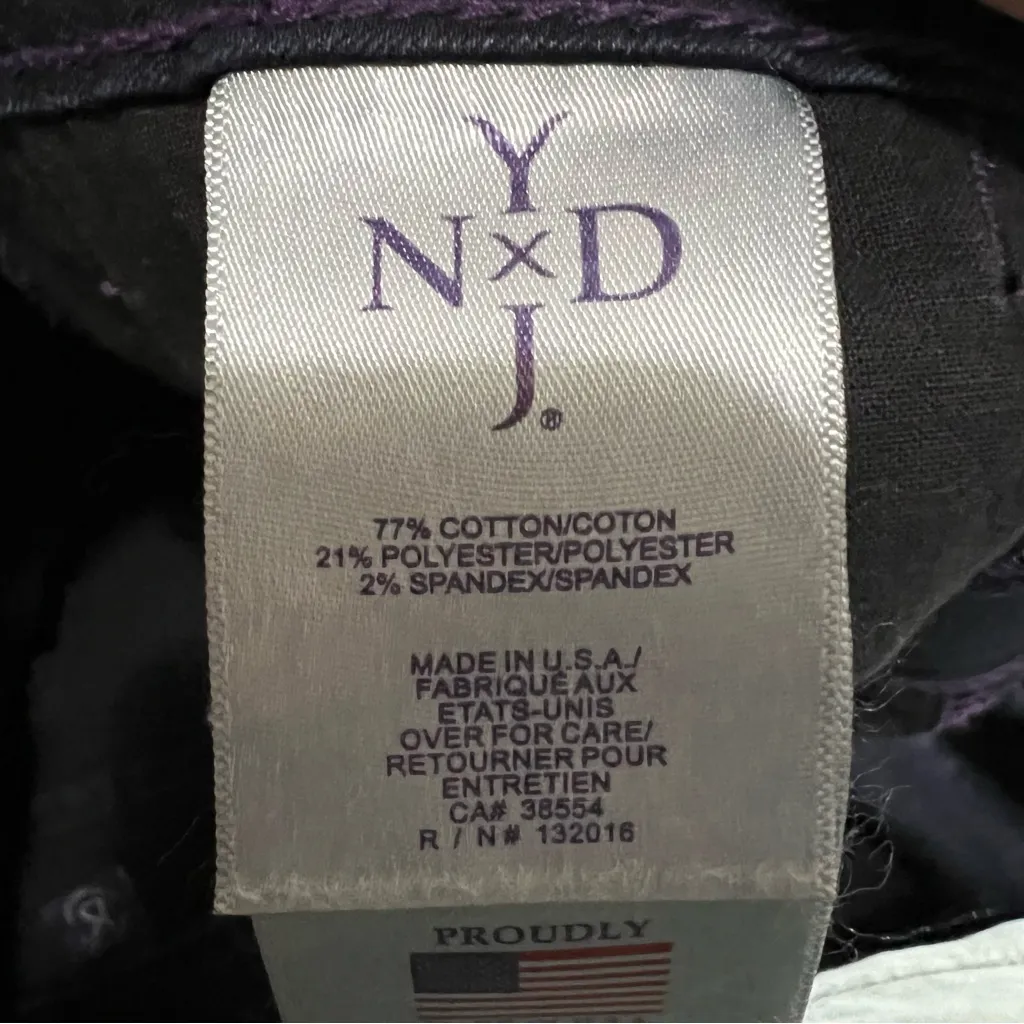 Y
N X D
J®
77% COTTON/COTON
21% POLYESTER/POLYESTER
2% SPANDEX/SPANDEX
MADE IN U.S.A./
FABRIQUÉ AUX
ETATS-UNIS
OVER FOR CARE/
RETOURNER POUR
ENTRETIEN
CA# 38554
R / N# 132016
PROUDLY